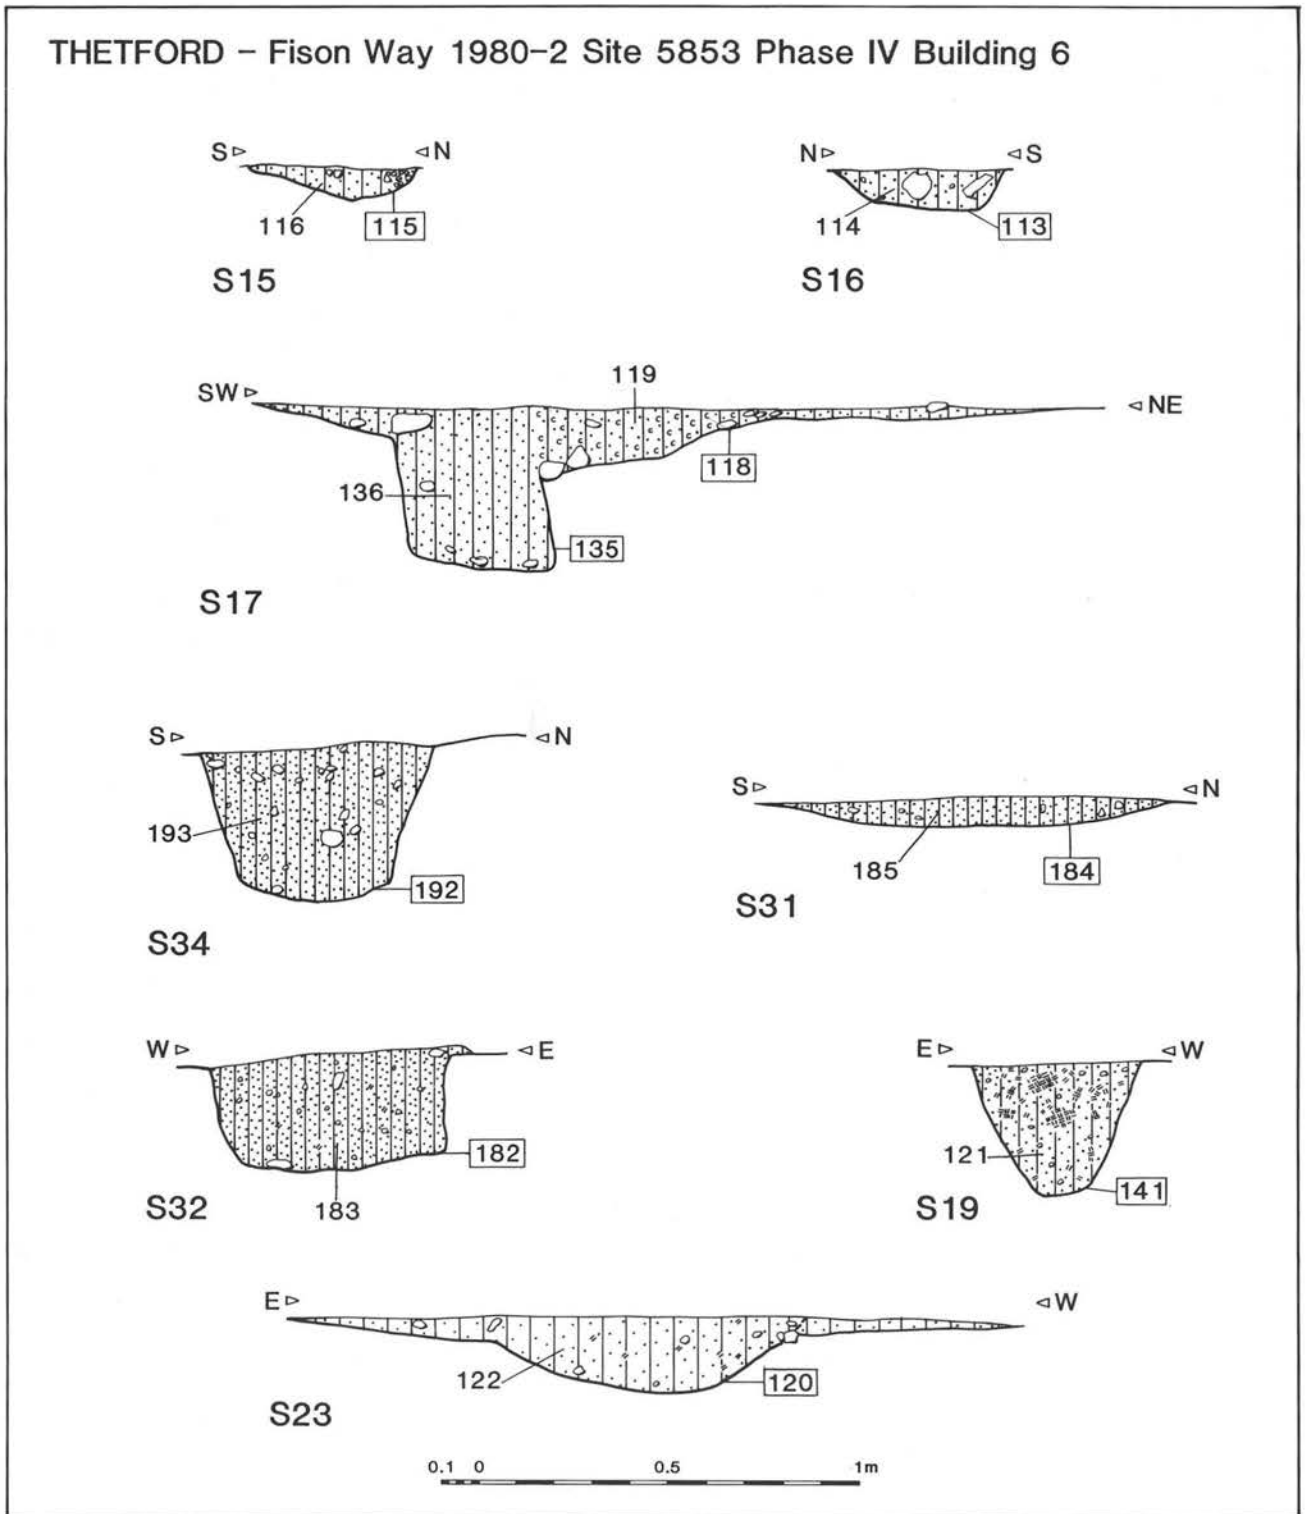 THETFORD - Fison Way 1980-2 Site 5853 Phase IV Building 6
S N
116 115
S15
N S
114 113
S16
SW 119 NE
118
136
135
S17
S N
193
192
S34
S N
185 184
S31
W E
182
S32 183
E W
121
141
S19
E W
122 120
S23
0.1 0 0.5 1m